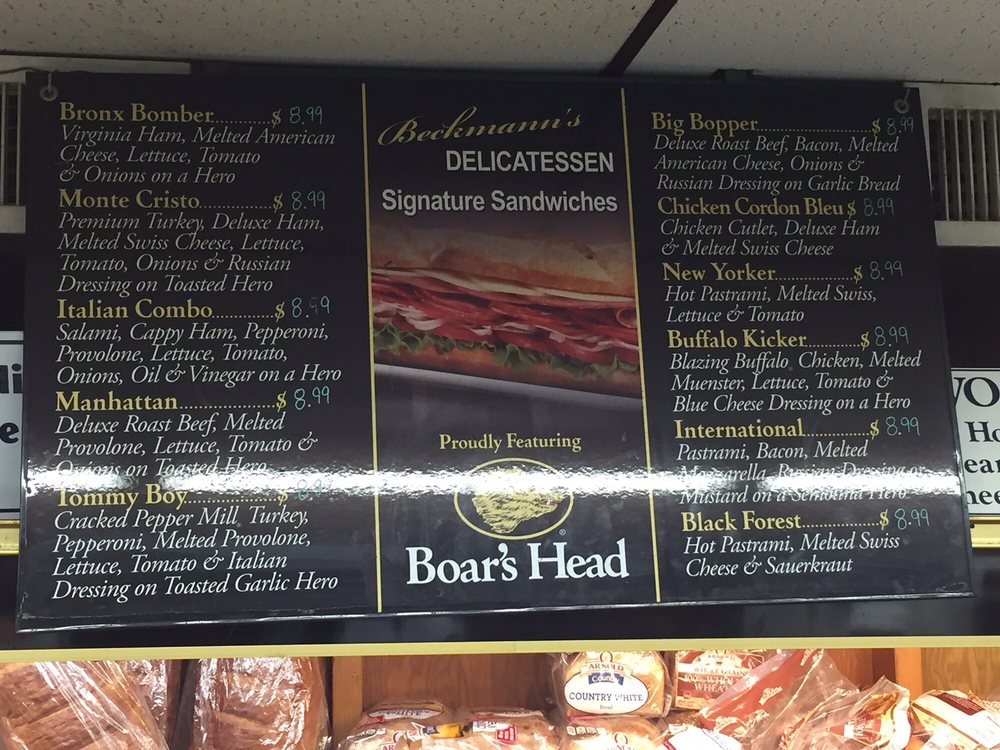 Bronx Bomber..........$ 8.99
Virginia Ham, Melted American
Cheese, Lettuce, Tomato
& Onions on a Hero
Monte Cristo..............$ 8.99
Premium Turkey, Deluxe Ham,
Melted Swiss Cheese, Lettuce,
Tomato, Onions & Russian
Dressing on Toasted Hero
Italian Combo............$ 8.99
Salami, Cappy Ham, Pepperoni,
Provolone, Lettuce, Tomato,
Onions, Oil & Vinegar on a Hero
Manhattan..................$ 8.99
Deluxe Roast Beef, Melted
Provolone, Lettuce, Tomato &
Onions on Toasted Hero
Tommy Boy.................$ 8.99
Cracked Pepper Mill Turkey,
Pepperoni, Melted Provolone,
Lettuce, Tomato & Italian
Dressing on Toasted Garlic Hero
Beckmann's
DELICATESSEN
Signature Sandwiches
Proudly Featuring
Boar's Head
Big Bopper.......................$ 8.99
Deluxe Roast Beef, Bacon, Melted
American Cheese, Onions &
Russian Dressing on Garlic Bread
Chicken Cordon Bleu $ 8.99
Chicken Cutlet, Deluxe Ham
& Melted Swiss Cheese
New Yorker................$ 8.99
Hot Pastrami, Melted Swiss,
Lettuce & Tomato
Buffalo Kicker...........$ 8.99
Blazing Buffalo Chicken, Melted
Muenster, Lettuce, Tomato &
Blue Cheese Dressing on a Hero
International.............$ 8.99
Pastrami, Bacon, Melted
Mozzarella, Russian Dressing or
Mustard on a Semolina Hero
Black Forest...............$ 8.99
Hot Pastrami, Melted Swiss
Cheese & Sauerkraut
ARNOLD
Country
COUNTRY WHITE
Bread
100% WHOLE
WHEAT